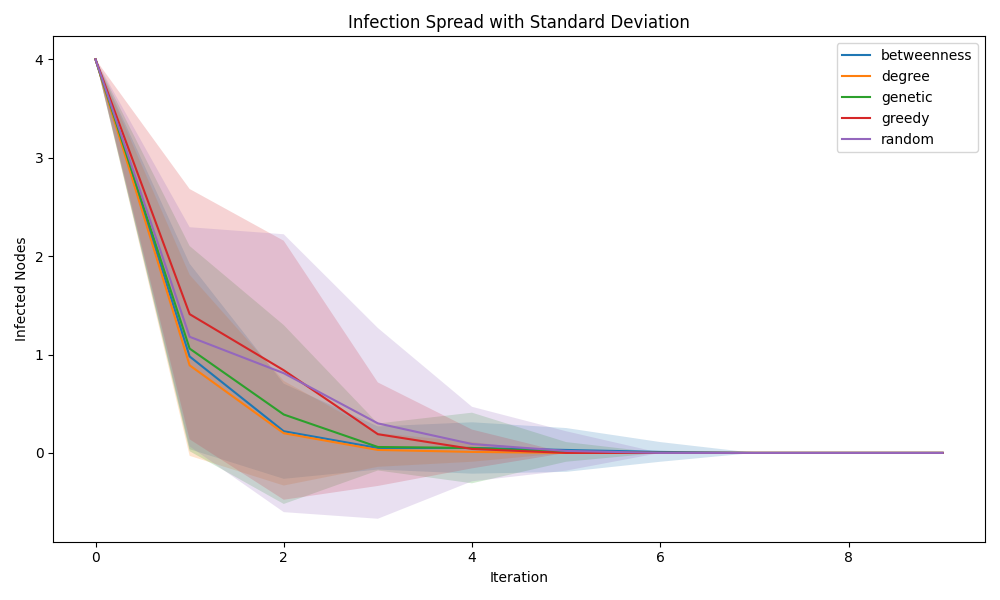 Infection Spread with Standard Deviation
betweenness
degree
genetic
greedy
random
Infected Nodes
4
3
2
1
0
0 2 4 6 8
Iteration